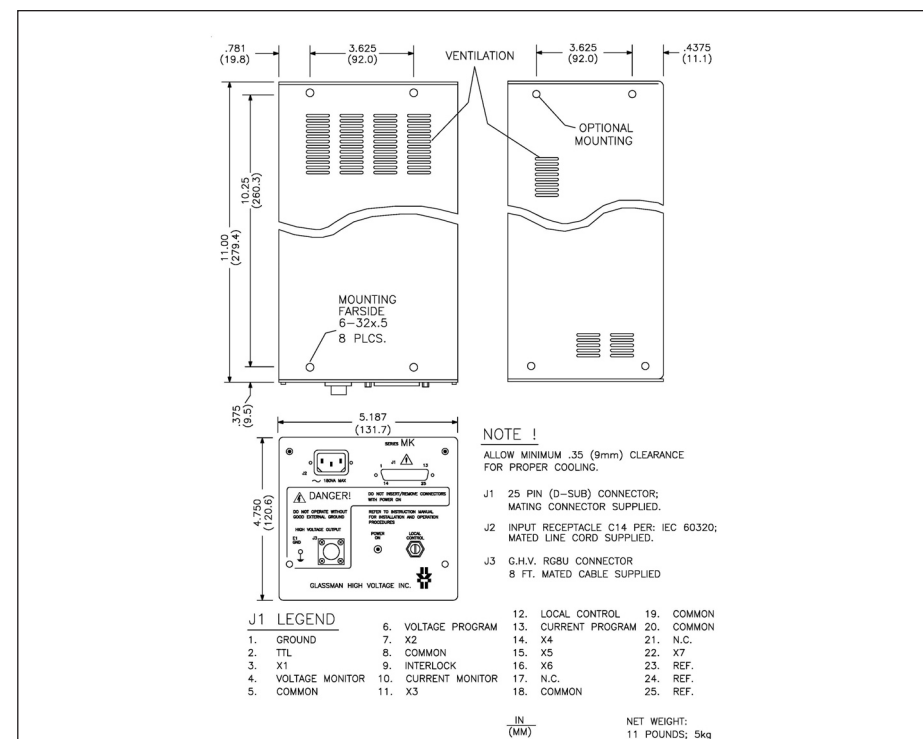 .781
(19.8)
3.625
(92.0)
VENTILATION
3.625
(92.0)
.4375
(11.1)
OPTIONAL
MOUNTING
10.25
(260.3)
11.00
(279.4)
MOUNTING
FARSIDE
6-32x.5
8 PLCS.
.375
(9.5)
5.187
(131.7)
4.750
(120.6)
SERIES MK
J2
180VA MAX
J1
1
13
14
25
DANGER!
DO NOT INSERT/REMOVE CONNECTORS
WITH POWER ON
DO NOT OPERATE WITHOUT
GOOD EXTERNAL GROUND
REFER TO INSTRUCTION MANUAL
FOR INSTALLATION AND OPERATION
PROCEDURES
HIGH VOLTAGE OUTPUT
E1
GND
J3
POWER
ON
LOCAL
CONTROL
GLASSMAN HIGH VOLTAGE INC.
NOTE !
ALLOW MINIMUM .35 (9mm) CLEARANCE
FOR PROPER COOLING.
J1 25 PIN (D-SUB) CONNECTOR;
MATING CONNECTOR SUPPLIED.
J2 INPUT RECEPTACLE C14 PER: IEC 60320;
MATED LINE CORD SUPPLIED.
J3 G.H.V. RG8U CONNECTOR
8 FT. MATED CABLE SUPPLIED
J1 LEGEND
1. GROUND
2. TTL
3. X1
4. VOLTAGE MONITOR
5. COMMON
6. VOLTAGE PROGRAM
7. X2
8. COMMON
9. INTERLOCK
10. CURRENT MONITOR
11. X3
12. LOCAL CONTROL
13. CURRENT PROGRAM
14. X4
15. X5
16. X6
17. N.C.
18. COMMON
19. COMMON
20. COMMON
21. N.C.
22. X7
23. REF.
24. REF.
25. REF.
IN
(MM)
NET WEIGHT:
11 POUNDS; 5kg